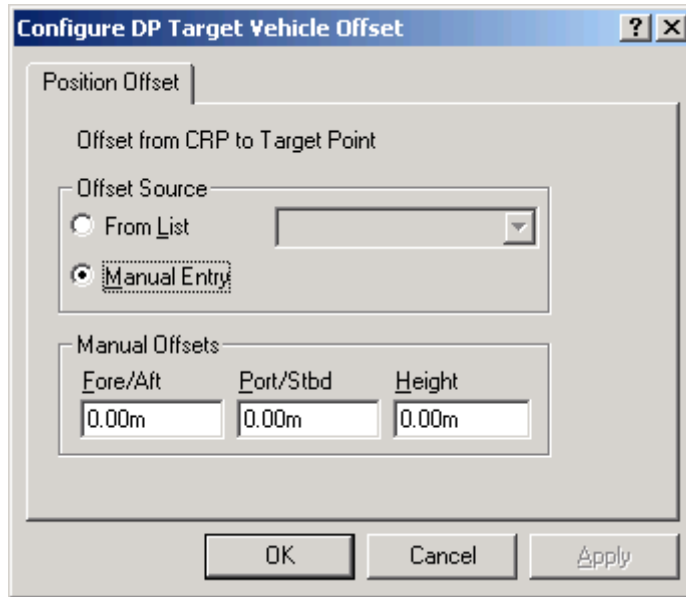 Configure DP Target Vehicle Offset
Position Offset
Offset from CRP to Target Point
Offset Source
From List
Manual Entry
Manual Offsets
Fore/Aft Port/Stbd Height
0.00m 0.00m 0.00m
OK Cancel Apply